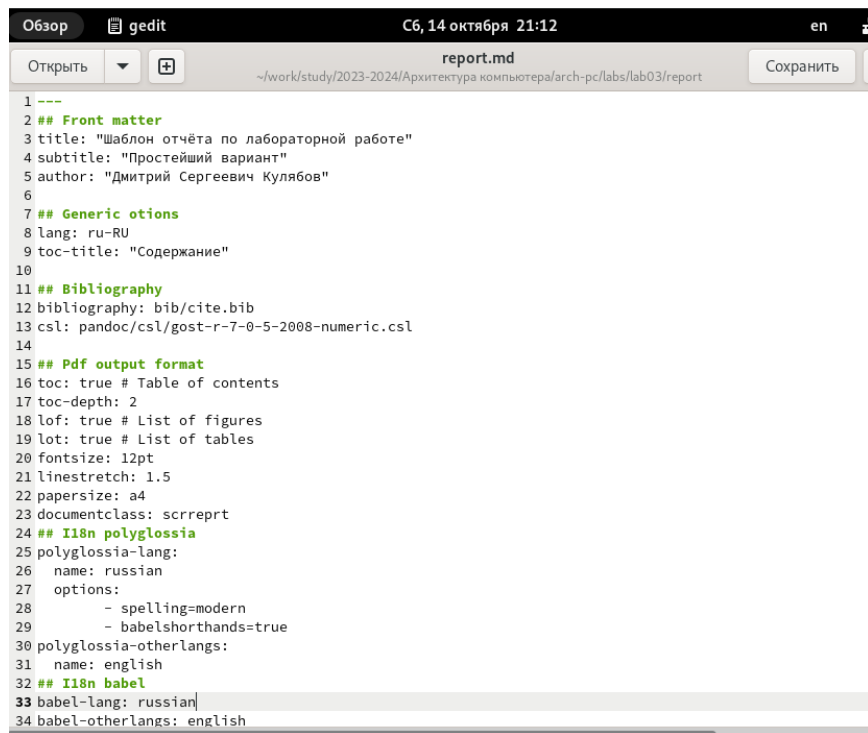 Обзор gedit Сб, 14 октября 21:12 en
Открыть report.md Сохранить
~/work/study/2023-2024/Архитектура компьютера/arch-pc/labs/lab03/report
1 ---
2 ## Front matter
3 title: "Шаблон отчёта по лабораторной работе"
4 subtitle: "Простейший вариант"
5 author: "Дмитрий Сергеевич Кулябов"
6
7 ## Generic otions
8 lang: ru-RU
9 toc-title: "Содержание"
10
11 ## Bibliography
12 bibliography: bib/cite.bib
13 csl: pandoc/csl/gost-r-7-0-5-2008-numeric.csl
14
15 ## Pdf output format
16 toc: true # Table of contents
17 toc-depth: 2
18 lof: true # List of figures
19 lot: true # List of tables
20 fontsize: 12pt
21 linestretch: 1.5
22 papersize: a4
23 documentclass: scrreprt
24 ## I18n polyglossia
25 polyglossia-lang:
26   name: russian
27   options:
28         - spelling=modern
29         - babelshorthands=true
30 polyglossia-otherlangs:
31   name: english
32 ## I18n babel
33 babel-lang: russian
34 babel-otherlangs: english